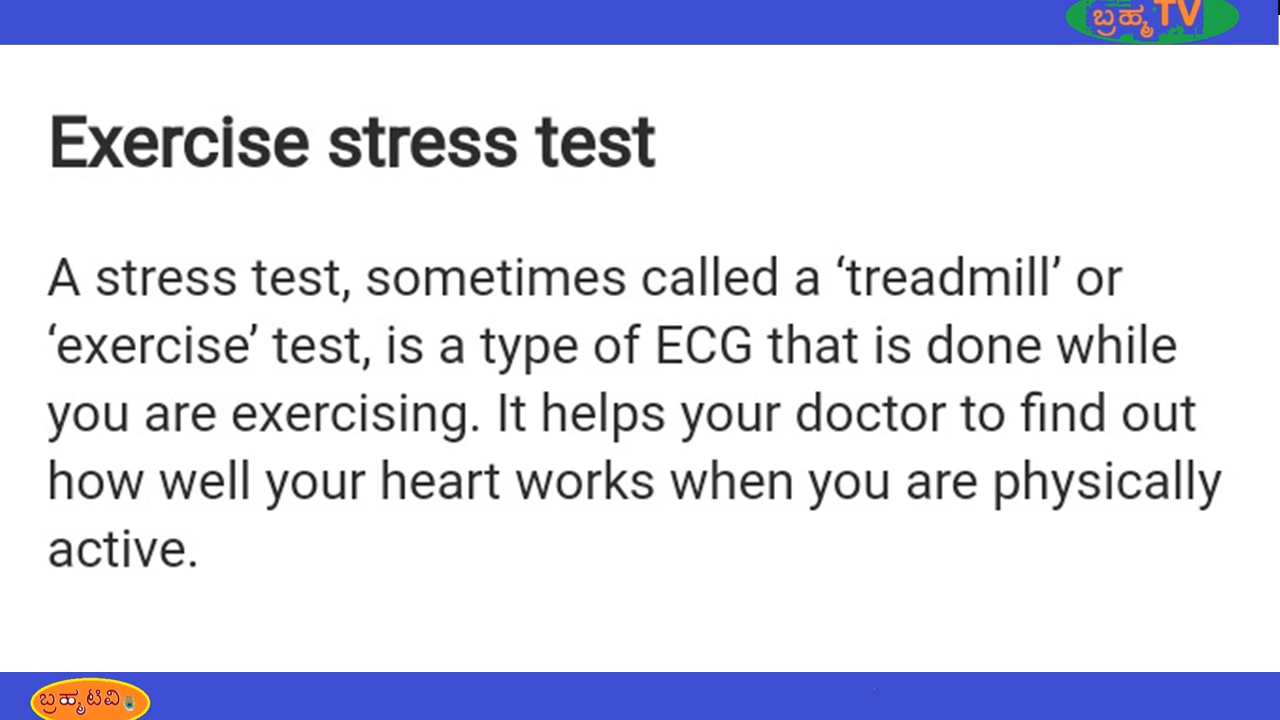 ಬ್ರಹ್ಮ TV
Exercise stress test
A stress test, sometimes called a ‘treadmill’ or
‘exercise’ test, is a type of ECG that is done while
you are exercising. It helps your doctor to find out
how well your heart works when you are physically
active.
ಬ್ರಹ್ಮ ಟಿವಿ